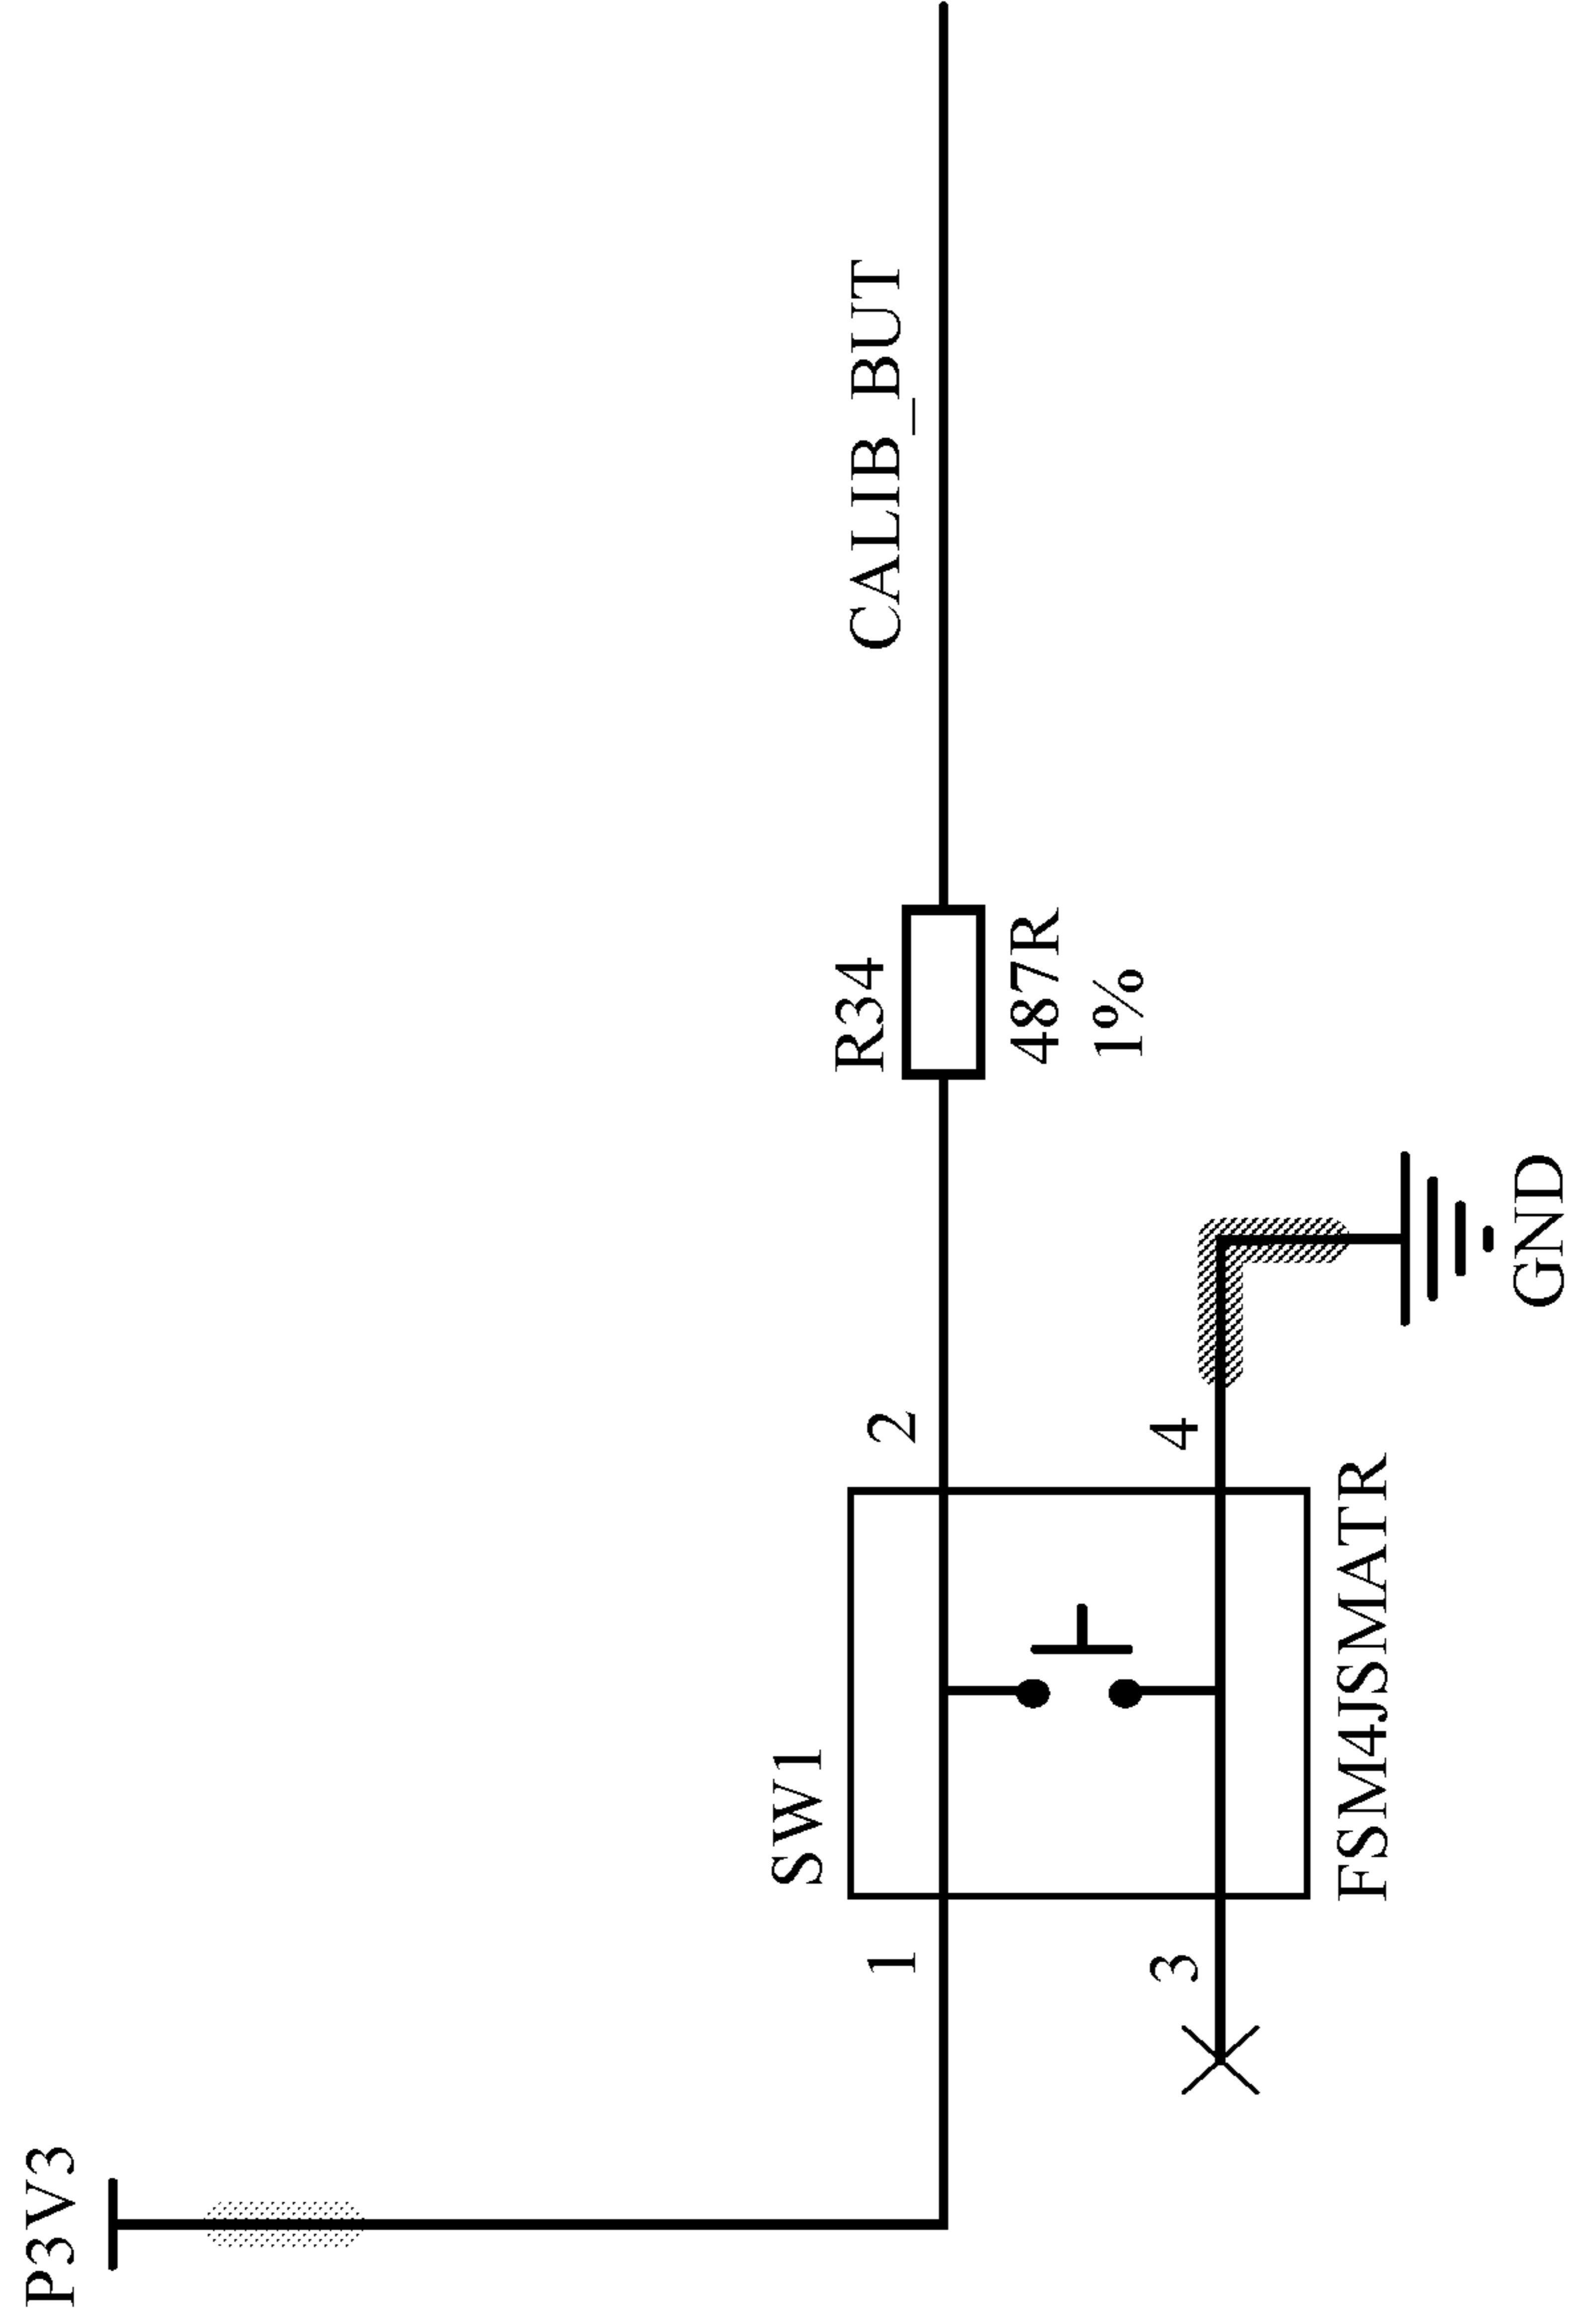 P3V3
SW1
1
2
3
4
FSM4JSMATR
GND
R34
487R
1%
CALIB_BUT